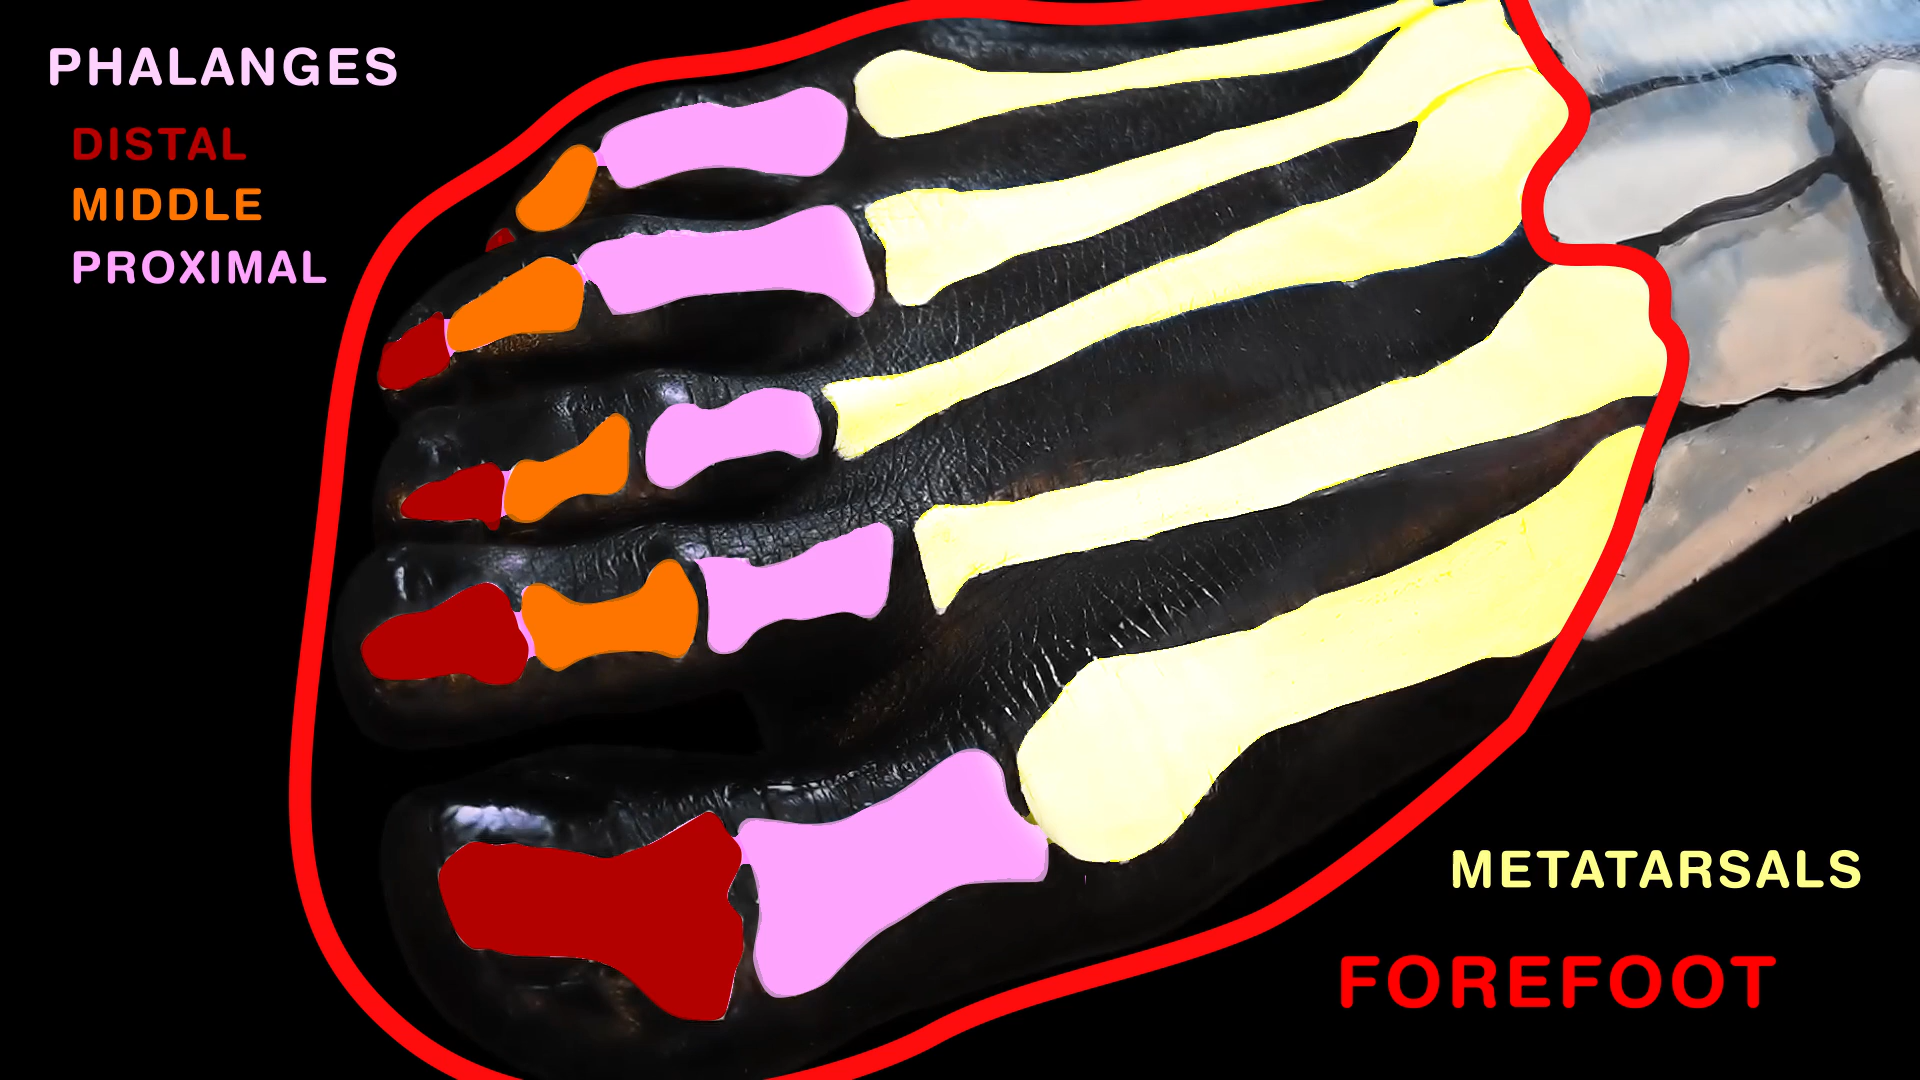 PHALANGES
DISTAL
MIDDLE
PROXIMAL
METATARSALS
FOREFOOT